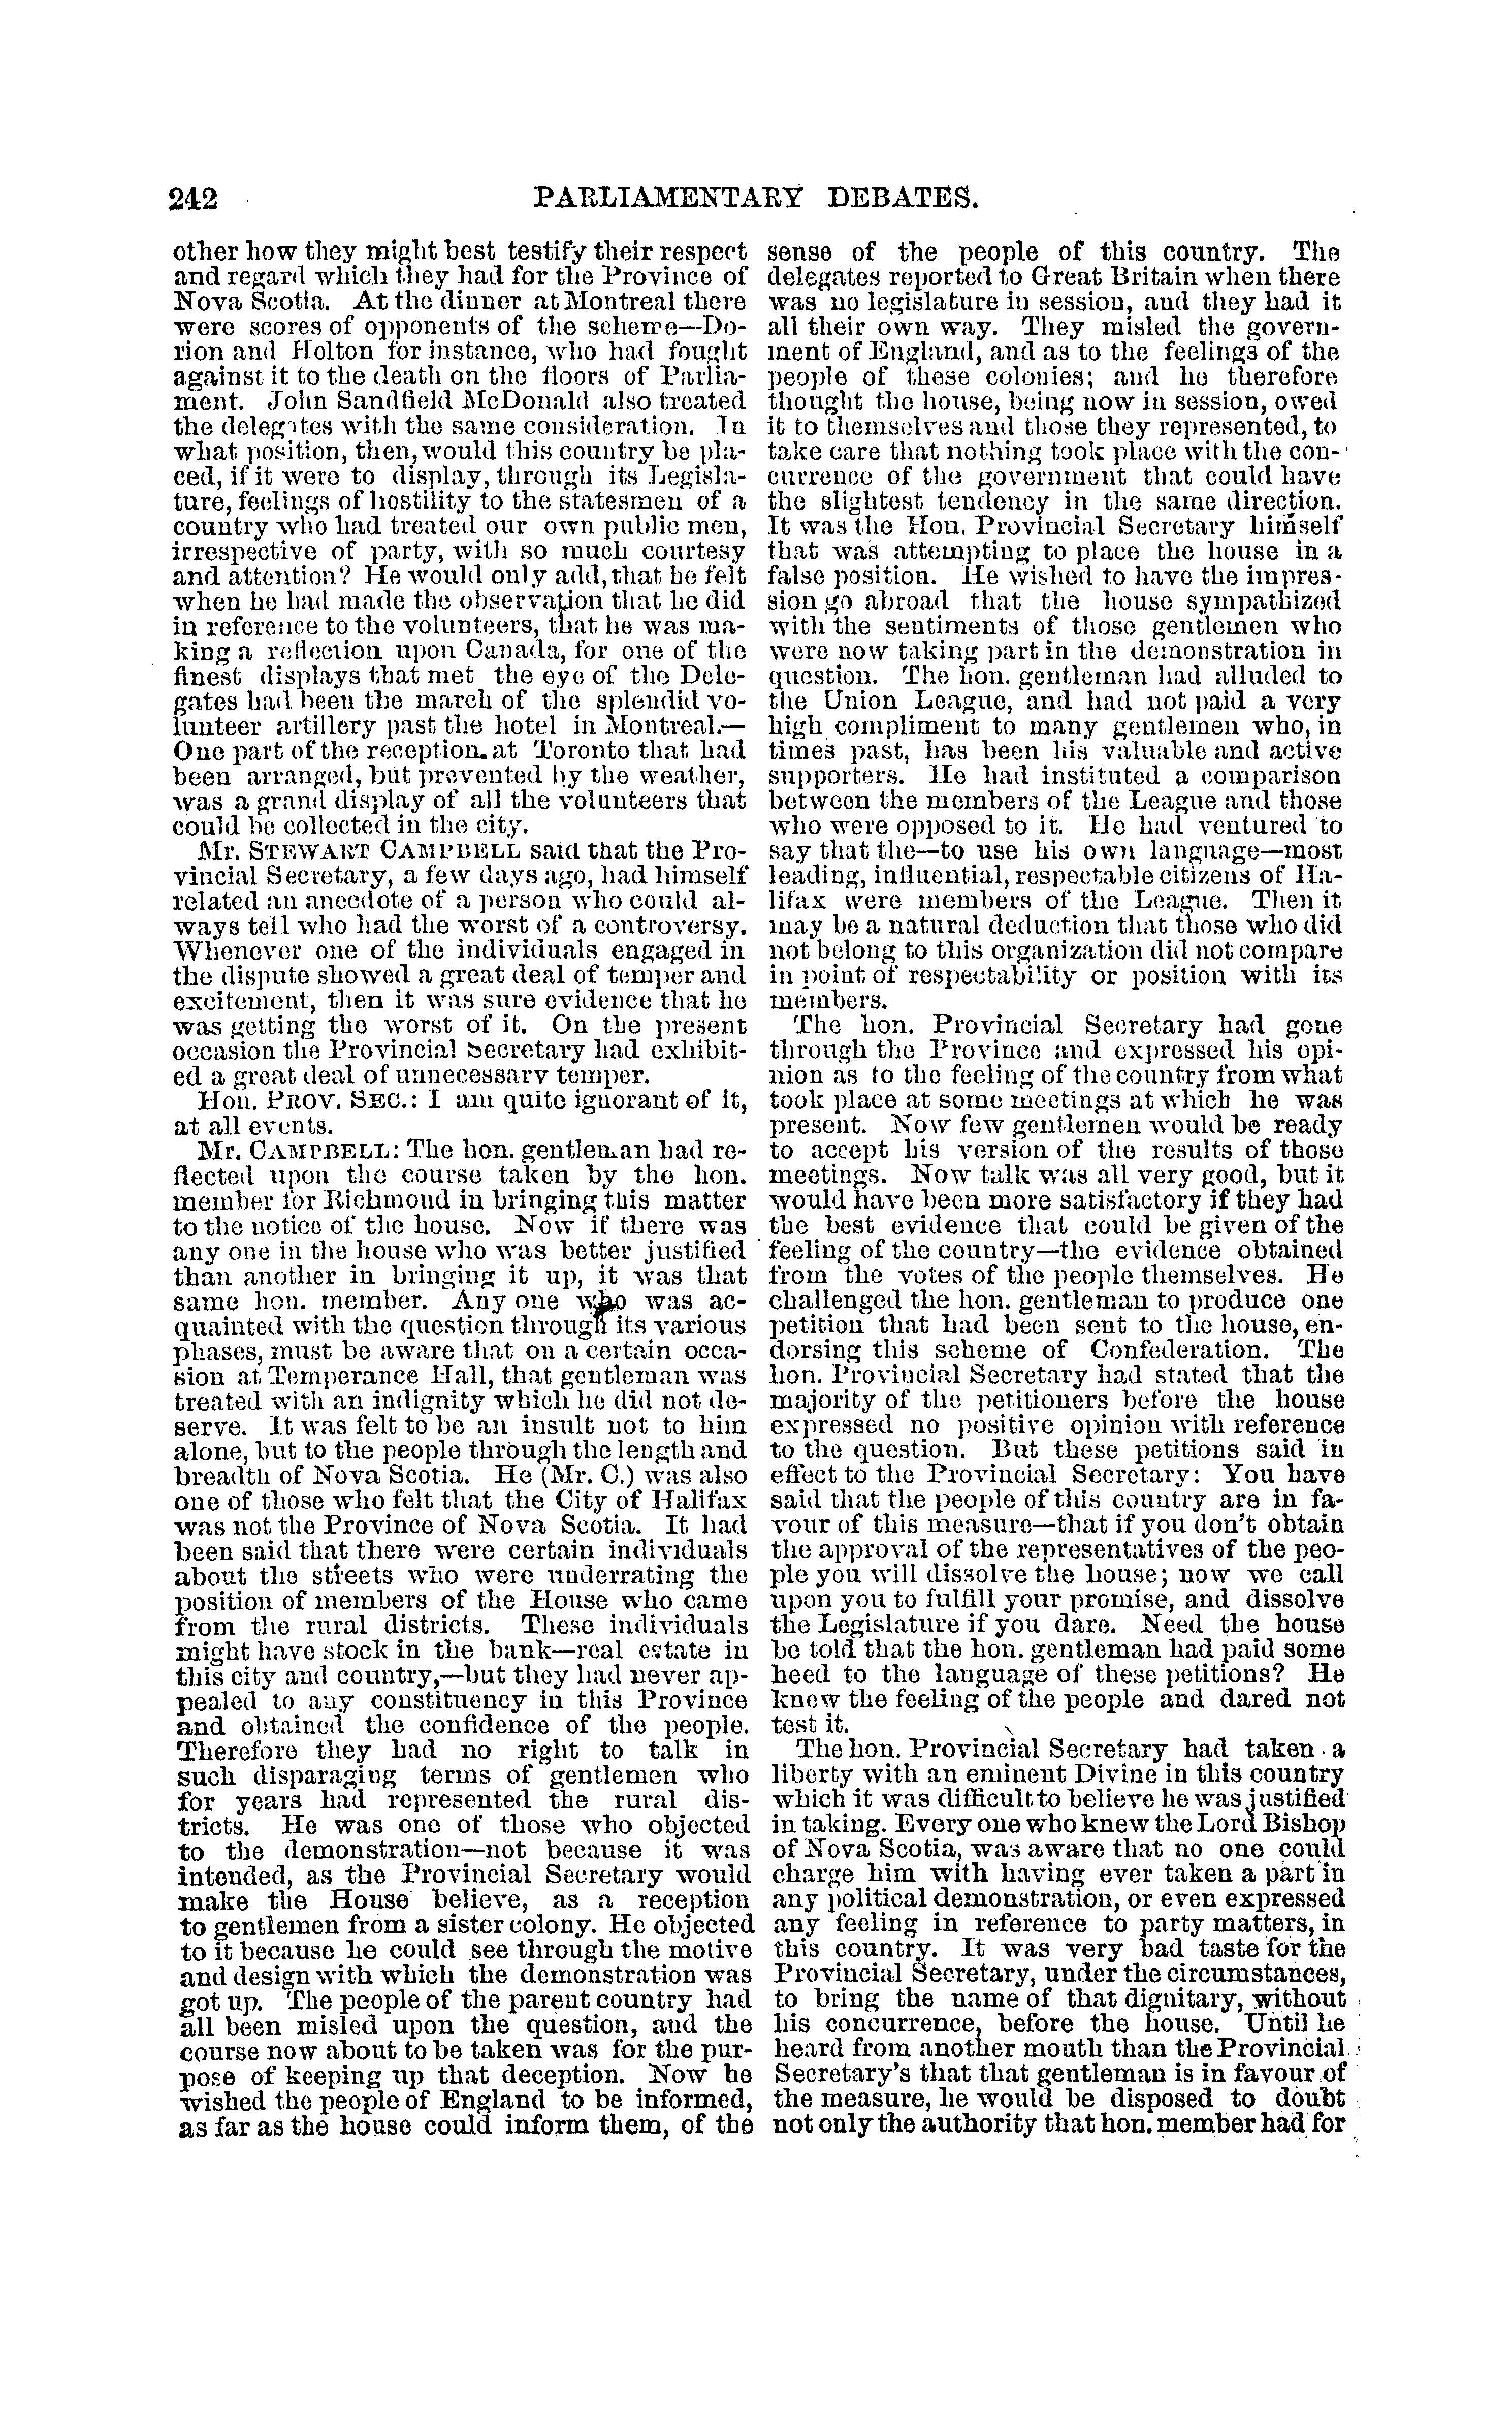 242
PARLIAMENTARY DEBATES.
other how they might best testify their respect
and regard which they had for the Province of
Nova Scotia. At the dinner at Montreal there
were scores of opponents of the scheme—Do-
rion and Holton for instance, who had fought
against it to the death on the floors of Parlia-
ment. John Sandfield McDonald also treated
the delegates with the same consideration. In
what position, then, would this country be pla-
ced, if it were to display, through its Legisla-
ture, feelings of hostility to the statesmen of a
country who had treated our own public men,
irrespective of party, with so much courtesy
and attention? He would only add, that he felt
when he had made the observation that he did
in reference to the volunteers, that he was ma-
king a reflection upon Canada, for one of the
finest displays that met the eye of the Dele-
gates had been the march of the splendid vo-
lunteer artillery past the hotel in Montreal.—
One part of the reception at Toronto that had
been arranged, but prevented by the weather,
was a grand display of all the volunteers that
could be collected in the city.
Mr. STEWART CAMPBELL said that the Pro-
vincial Secretary, a few days ago, had himself
related an anecdote of a person who could al-
ways tell who had the worst of a controversy.
Whenever one of the individuals engaged in
the dispute showed a great deal of temper and
excitement, then it was sure evidence that he
was getting the worst of it. On the present
occasion the Provincial Secretary had exhibit-
ed a great deal of unnecessary temper.
Hon. PROV. SEC.: I am quite ignorant of it,
at all events.
Mr. CAMPBELL: The hon. gentleman had re-
flected upon the course taken by the hon.
member for Richmond in bringing this matter
to the notice of the house. Now if there was
any one in the house who was better justified
than another in bringing it up, it was that
same hon. member. Any one who was ac-
quainted with the question through its various
phases, must be aware that on a certain occa-
sion at Temperance Hall, that gentleman was
treated with an indignity which he did not de-
serve. It was felt to be an insult not to him
alone, but to the people through the length and
breadth of Nova Scotia. He (Mr. C.) was also
one of those who felt that the City of Halifax
was not the Province of Nova Scotia. It had
been said that there were certain individuals
about the streets who were underrating the
position of members of the House who came
from the rural districts. These individuals
might have stock in the bank—real estate in
this city and country,—but they had never ap-
pealed to any constituency in this Province
and obtained the confidence of the people.
Therefore they had no right to talk in
such disparaging terms of gentlemen who
for years had represented the rural dis-
tricts. He was one of those who objected
to the demonstration—not because it was
intended, as the Provincial Secretary would
make the House believe, as a reception
to gentlemen from a sister colony. He objected
to it because he could see through the motive
and design with which the demonstration was
got up. The people of the parent country had
all been misled upon the question, and the
course now about to be taken was for the pur-
pose of keeping up that deception. Now he
wished the people of England to be informed,
as far as the house could inform them, of the
sense of the people of this country. The
delegates reported to Great Britain when there
was no legislature in session, and they had it
all their own way. They misled the govern-
ment of England, and as to the feelings of the
people of these colonies; and he therefore
thought the house, being now in session, owed
it to themselves and those they represented, to
take care that nothing took place with the con-
currence of the government that could have
the slightest tendency in the same direction.
It was the Hon. Provincial Secretary himself
that was attempting to place the house in a
false position. He wished to have the impres-
sion go abroad that the house sympathized
with the sentiments of those gentlemen who
were now taking part in the demonstration in
question. The hon. gentleman had alluded to
the Union League, and had not paid a very
high compliment to many gentlemen who, in
times past, has been his valuable and active
supporters. He had instituted a comparison
between the members of the League and those
who were opposed to it. He had ventured to
say that the—to use his own language—most
leading, influential, respectable citizens of Ha-
lifax were members of the League. Then it
may be a natural deduction that those who did
not belong to this organization did not compare
in point of respectability or position with its
members.
The hon. Provincial Secretary had gone
through the Province and expressed his opi-
nion as to the feeling of the country from what
took place at some meetings at which he was
present. Now few gentlemen would be ready
to accept his version of the results of those
meetings. Now talk was all very good, but it
would have been more satisfactory if they had
the best evidence that could be given of the
feeling of the country—the evidence obtained
from the votes of the people themselves. He
challenged the hon. gentleman to produce one
petition that had been sent to the house, en-
dorsing this scheme of Confederation. The
hon. Provincial Secretary had stated that the
majority of the petitioners before the house
expressed no positive opinion with reference
to the question. But these petitions said in
effect to the Provincial Secretary: You have
said that the people of this country are in fa-
vour of this measure—that if you don't obtain
the approval of the representatives of the peo-
ple you will dissolve the house; now we call
upon you to fulfill your promise, and dissolve
the Legislature if you dare. Need the house
be told that the hon. gentleman had paid some
heed to the language of these petitions? He
knew the feeling of the people and dared not
test it.
The hon. Provincial Secretary had taken a
liberty with an eminent Divine in this country
which it was difficult to believe he was justified
in taking. Every one who knew the Lord Bishop
of Nova Scotia, was aware that no one could
charge him with having ever taken a part in
any political demonstration, or even expressed
any feeling in reference to party matters, in
this country. It was very bad taste for the
Provincial Secretary, under the circumstances,
to bring the name of that dignitary, without
his concurrence, before the house. Until he
heard from another mouth than the Provincial
Secretary's that that gentleman is in favour of
the measure, he would be disposed to doubt
not only the authority that hon. member had for